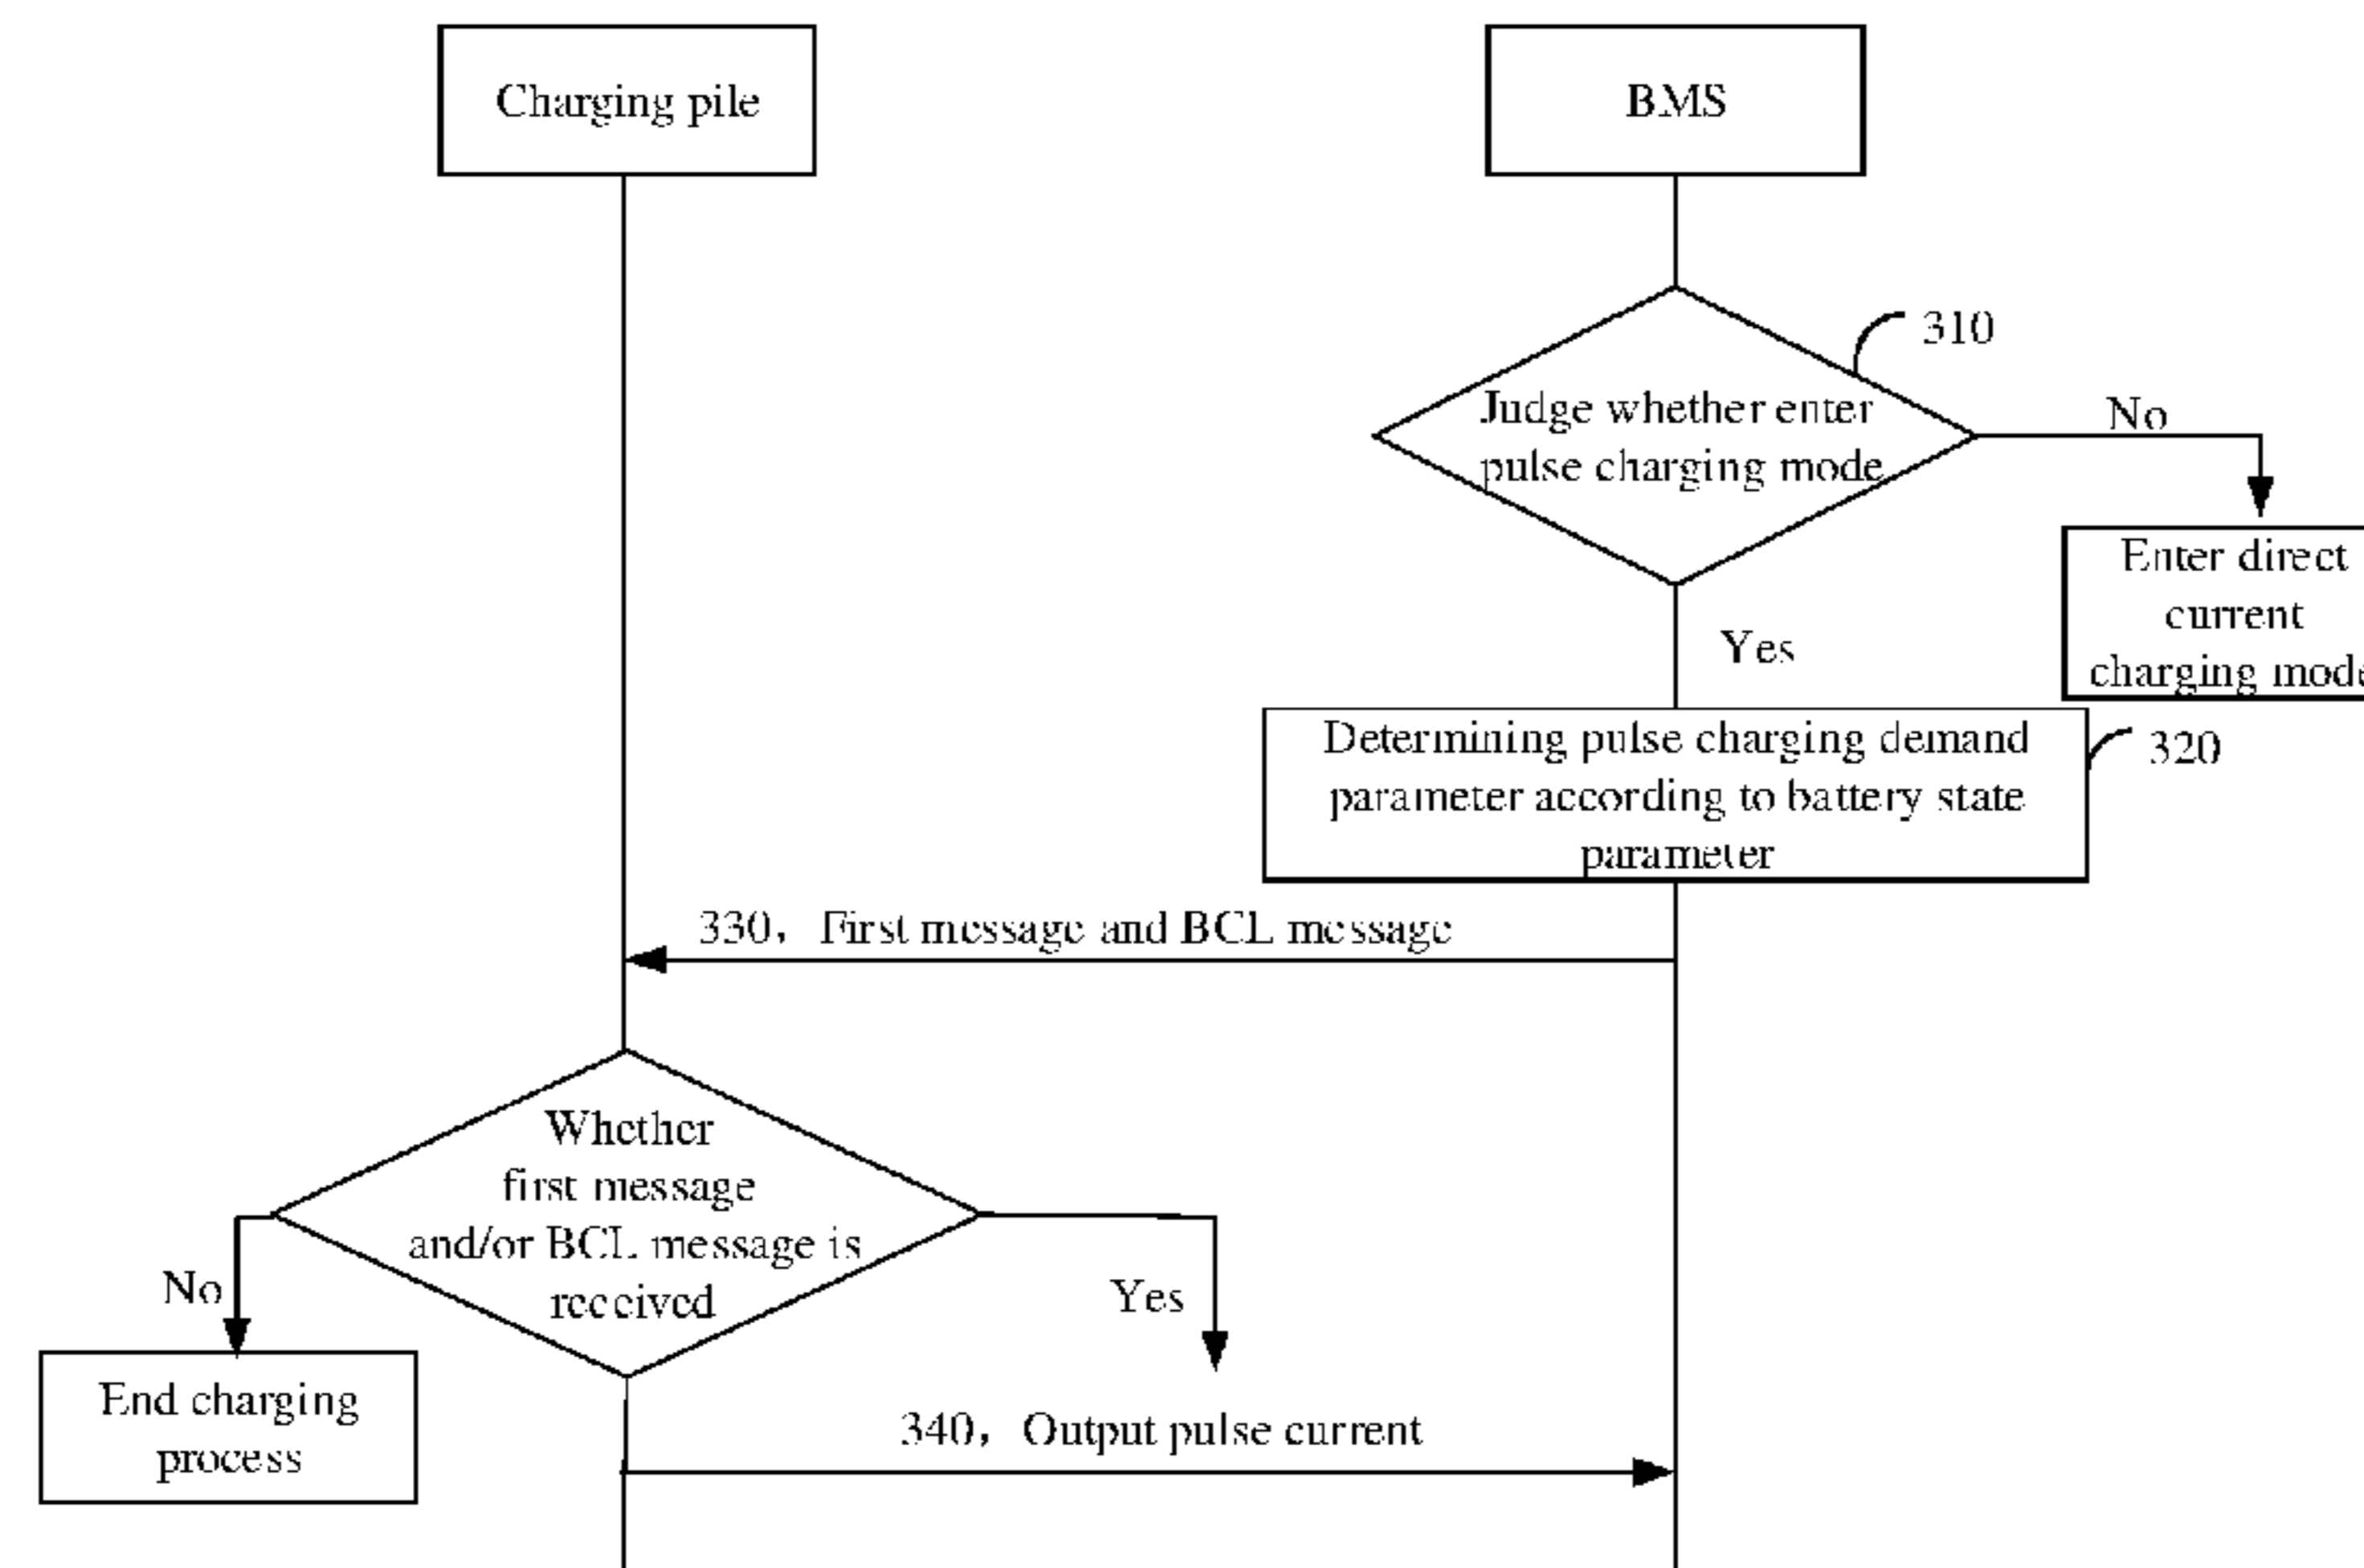 Charging pile
BMS
310
Judge whether enter
pulse charging mode
No
Enter direct
current
charging mode
Yes
Determining pulse charging demand
parameter according to battery state
parameter
320
330, First message and BCL message
Whether
first message
and/or BCL message is
received
No
Yes
End charging
process
340, Output pulse current